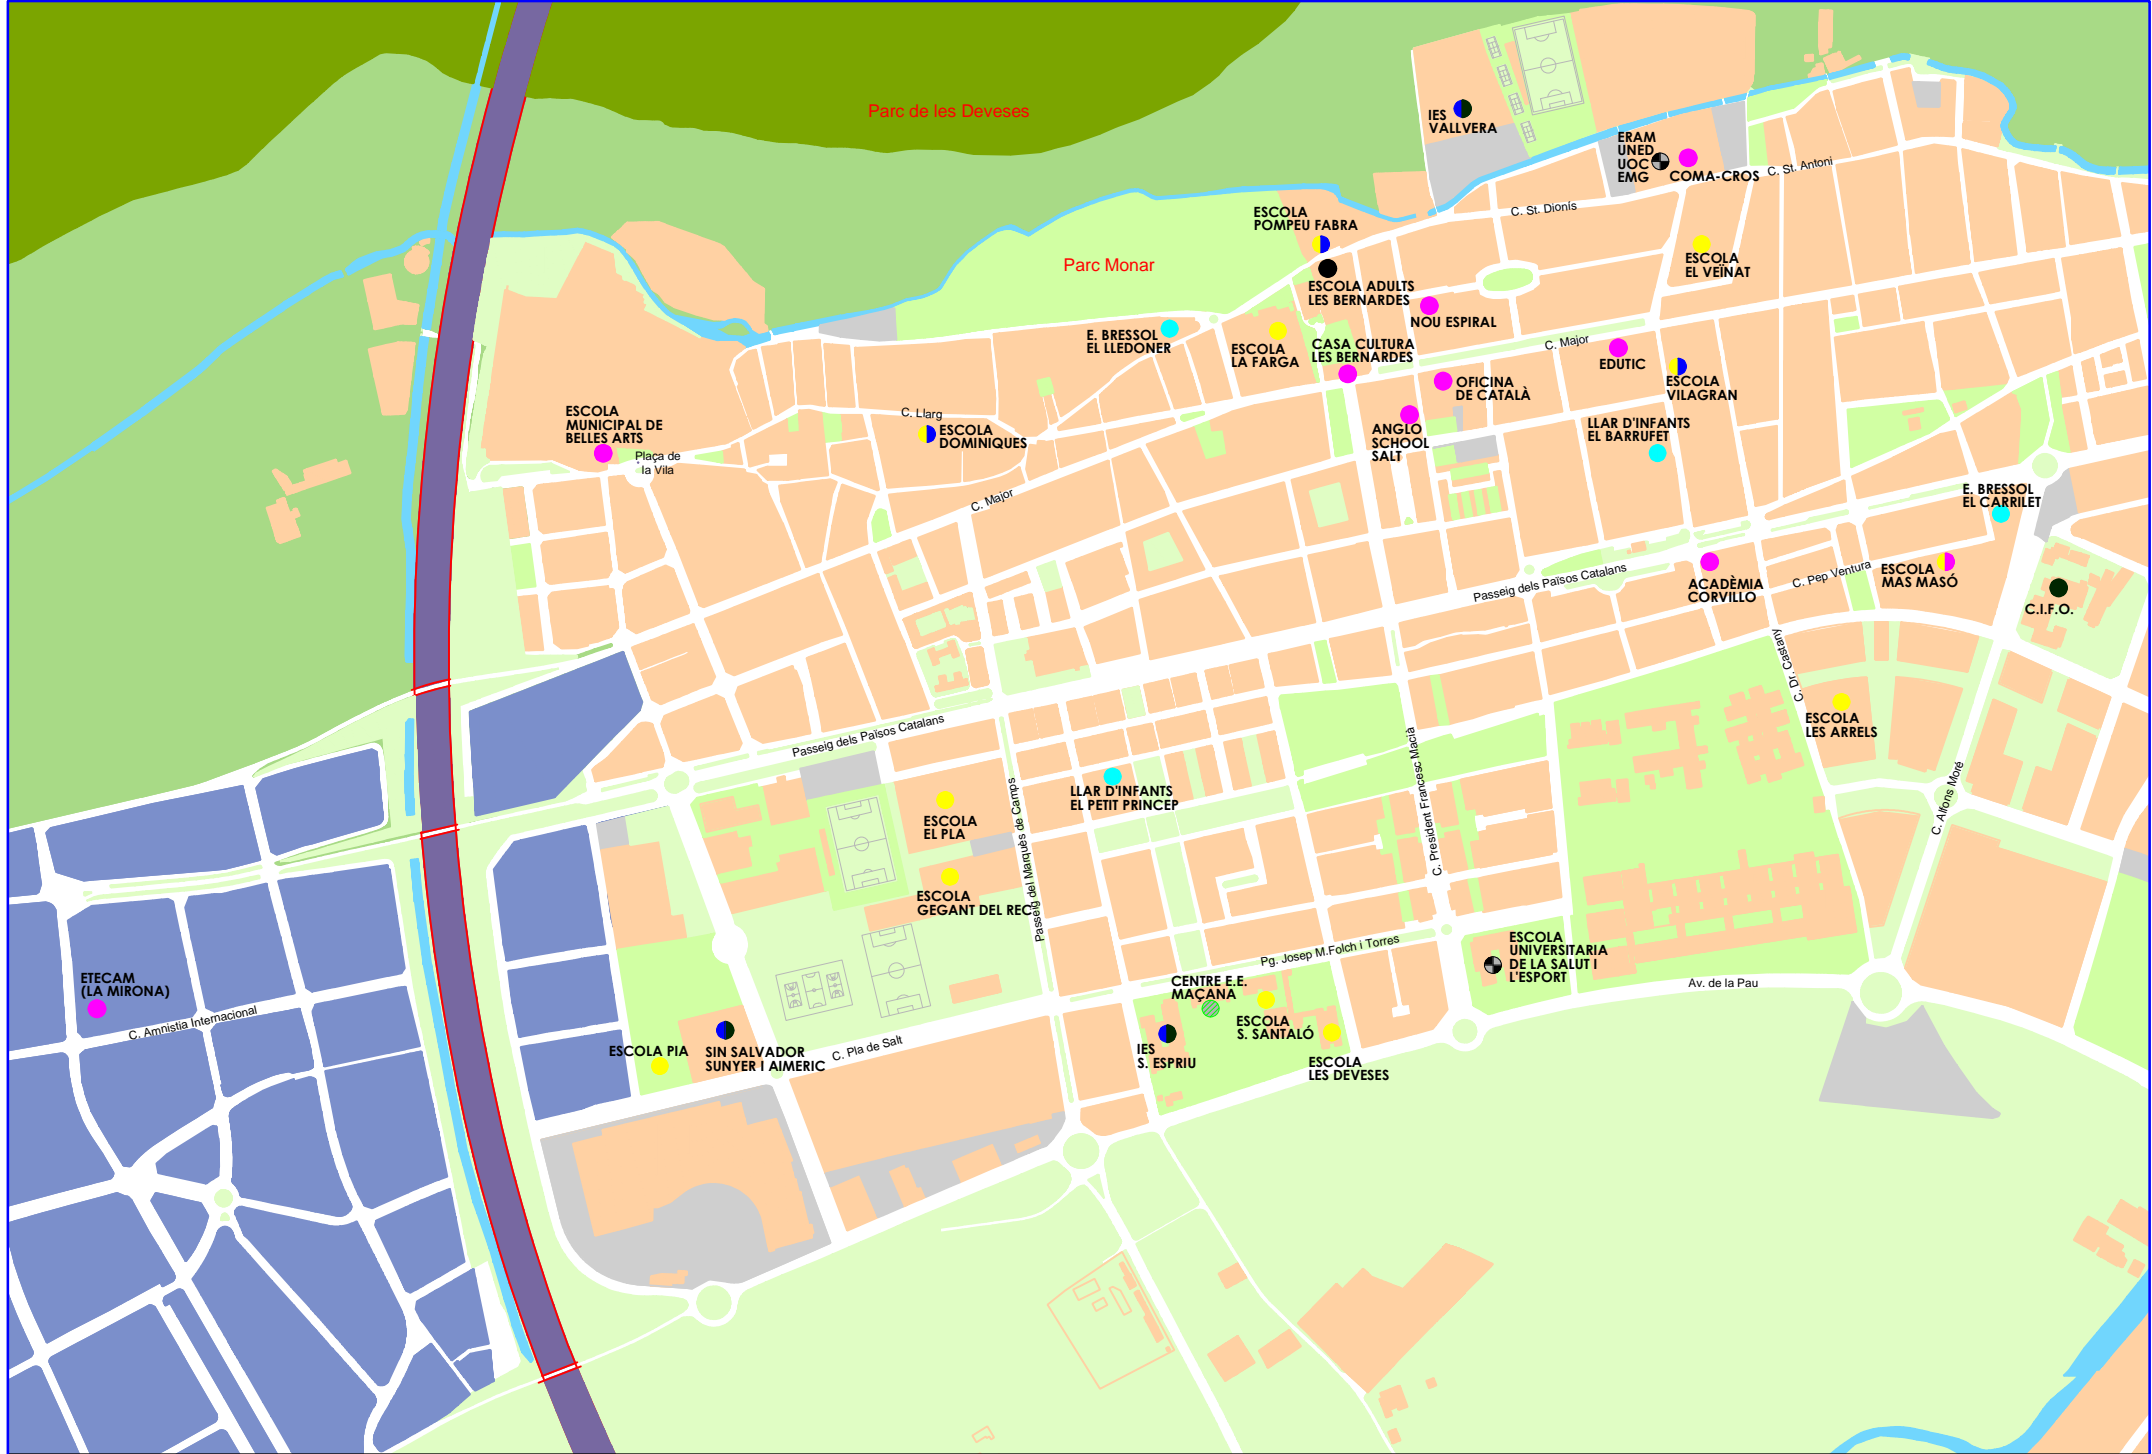 Parc de les Deveses
IES
VALLVERA
ERAM
UNED
UOC
EMG
COMA-CROS
C. St. Antoni
C. St. Dionís
ESCOLA
POMPEU FABRA
Parc Monar
ESCOLA
EL VEÏNAT
ESCOLA ADULTS
LES BERNARDES
NOU ESPIRAL
E. BRESSOL
EL LLEDONER
ESCOLA
LA FARGA
CASA CULTURA
LES BERNARDES
C. Major
EDUTIC
ESCOLA
VILAGRAN
OFICINA
DE CATALÀ
ESCOLA
MUNICIPAL DE
BELLES ARTS
C. Llarg
ESCOLA
DOMINIQUES
ANGLO
SCHOOL
SALT
LLAR D'INFANTS
EL BARRUFET
Plaça de
la Vila
C. Major
E. BRESSOL
EL CARRILET
Passeig dels Països Catalans
ACADÈMIA
CORVILLO
C. Pep Ventura
ESCOLA
MAS MASÓ
C.I.F.O.
C. Dr. Castany
ESCOLA
LES ARRELS
Passeig dels Països Catalans
C. President Francesc Macià
C. Alfons Moré
LLAR D'INFANTS
EL PETIT PRINCEP
Passeig del Marquès de Camps
ESCOLA
EL PLA
ESCOLA
GEGANT DEL REC
Pg. Josep M.Folch i Torres
ESCOLA
UNIVERSITARIA
DE LA SALUT I
L'ESPORT
Av. de la Pau
ETECAM
(LA MIRONA)
C. Amnistia Internacional
CENTRE E.E.
MAÇANA
ESCOLA
S. SANTALÓ
IES
S. ESPRIU
ESCOLA
LES DEVESES
ESCOLA PIA
SIN SALVADOR
SUNYER I AIMERIC
C. Pla de Salt